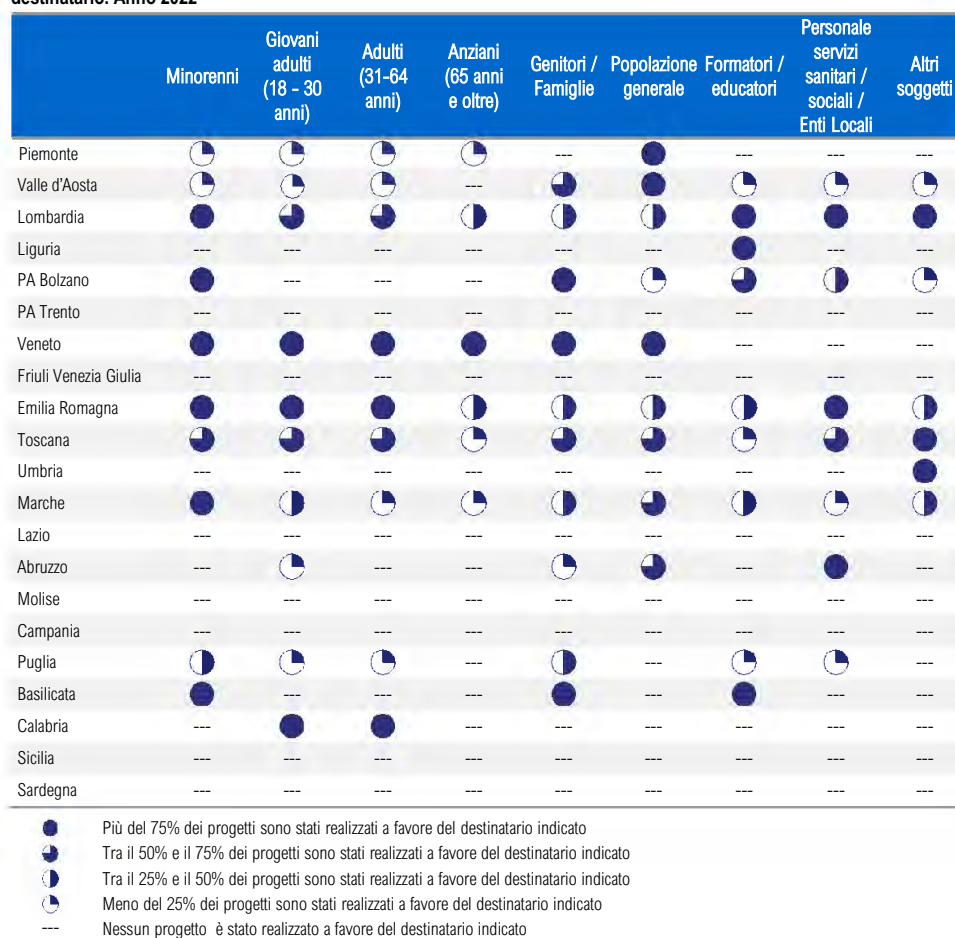 destinatario. Anno 2022
Minorenni
Giovani
adulti
(18 - 30
anni)
Adulti
(31-64
anni)
Anziani
(65 anni
e oltre)
Genitori /
Famiglie
Popolazione
generale
Formatori /
educatori
Personale
servizi
sanitari /
sociali /
Enti Locali
Altri
soggetti
Piemonte --- --- --- ---
Valle d'Aosta ---
Lombardia
Liguria --- --- --- --- --- --- --- ---
PA Bolzano --- --- ---
PA Trento --- --- --- --- --- --- --- --- ---
Veneto --- --- ---
Friuli Venezia Giulia --- --- --- --- --- --- --- --- ---
Emilia Romagna
Toscana
Umbria --- --- --- --- --- --- --- ---
Marche
Lazio --- --- --- --- --- --- --- --- ---
Abruzzo --- --- --- --- ---
Molise --- --- --- --- --- --- --- --- ---
Campania --- --- --- --- --- --- --- --- ---
Puglia --- --- ---
Basilicata --- --- --- --- --- ---
Calabria --- --- --- --- --- --- ---
Sicilia --- --- --- --- --- --- --- --- ---
Sardegna --- --- --- --- --- --- --- --- ---
Più del 75% dei progetti sono stati realizzati a favore del destinatario indicato
Tra il 50% e il 75% dei progetti sono stati realizzati a favore del destinatario indicato
Tra il 25% e il 50% dei progetti sono stati realizzati a favore del destinatario indicato
Meno del 25% dei progetti sono stati realizzati a favore del destinatario indicato
--- Nessun progetto è stato realizzato a favore del destinatario indicato